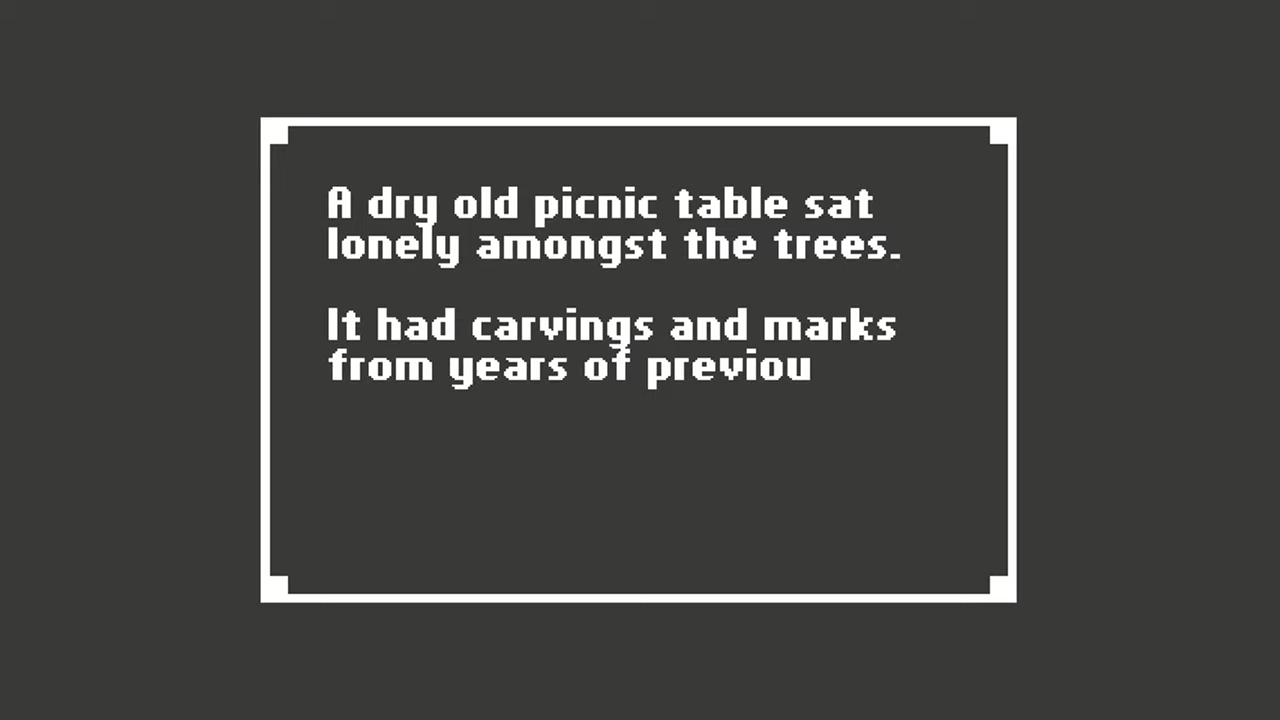 A dry old picnic table sat
lonely amongst the trees.
It had carvings and marks
from years of previou